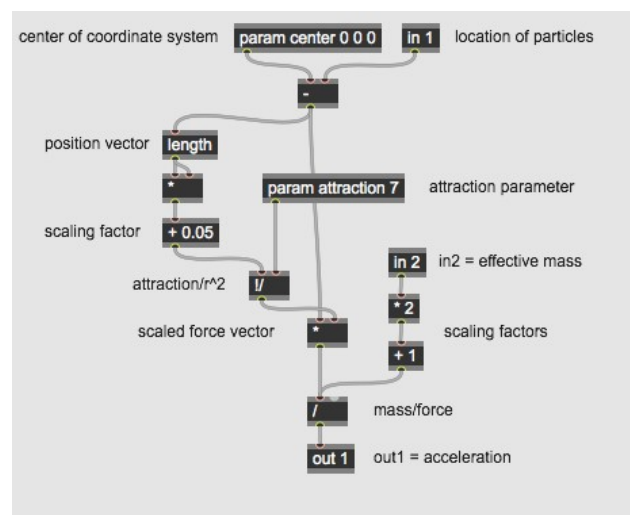 center of coordinate system
param center 0 0 0
in 1
location of particles
-
position vector
length
*
param attraction 7
attraction parameter
scaling factor
+ 0.05
in 2
in2 = effective mass
attraction/r^2
!/
* 2
scaled force vector
*
scaling factors
+ 1
/
mass/force
out 1
out1 = acceleration